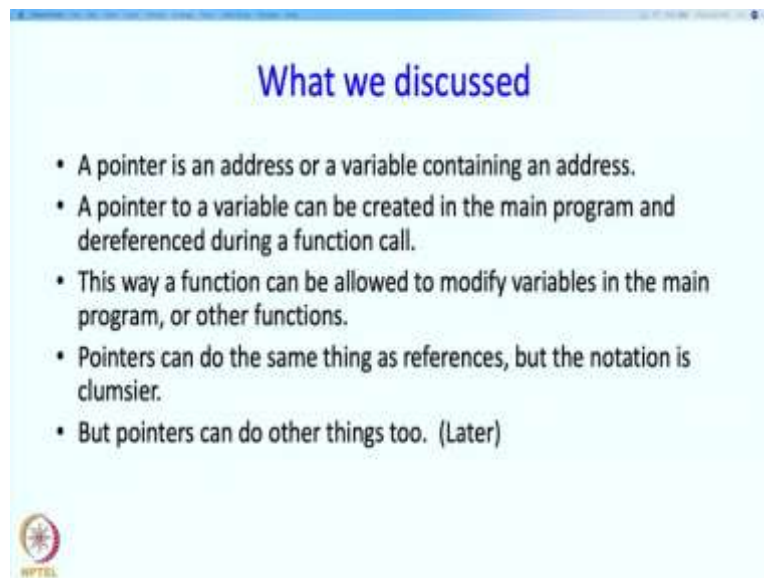 What we discussed
• A pointer is an address or a variable containing an address.
• A pointer to a variable can be created in the main program and
dereferenced during a function call.
• This way a function can be allowed to modify variables in the main
program, or other functions.
• Pointers can do the same thing as references, but the notation is
clumsier.
• But pointers can do other things too. (Later)
NPTEL